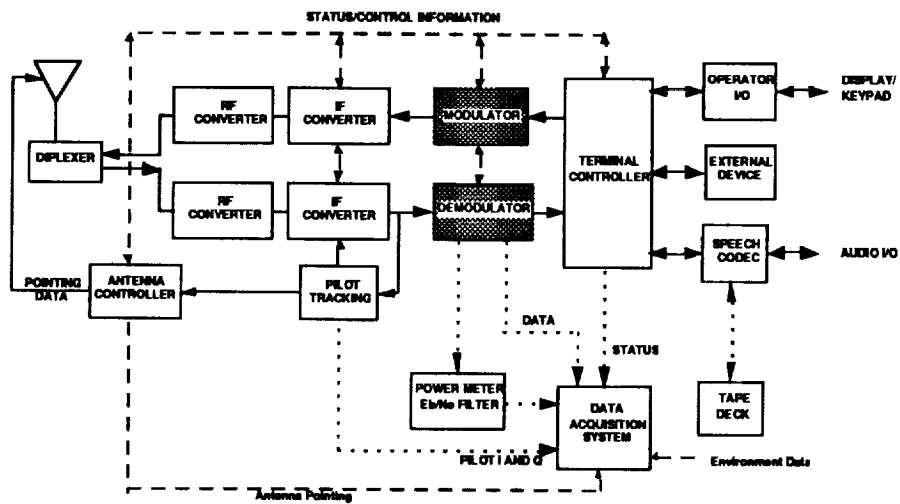 STATUS/CONTROL INFORMATION
RF
CONVERTER
IF
CONVERTER
MODULATOR
OPERATOR
I/O
DISPLAY/
KEYPAD
DIPLEXER
TERMINAL
CONTROLLER
EXTERNAL
DEVICE
RF
CONVERTER
IF
CONVERTER
DEMODULATOR
SPEECH
CODEC
AUDIO I/O
POINTING
DATA
ANTENNA
CONTROLLER
PILOT
TRACKING
DATA
STATUS
POWER METER
Eb/No FILTER
DATA
ACQUISITION
SYSTEM
TAPE
DECK
PILOT I AND Q
Environment Data
Antenna Pointing